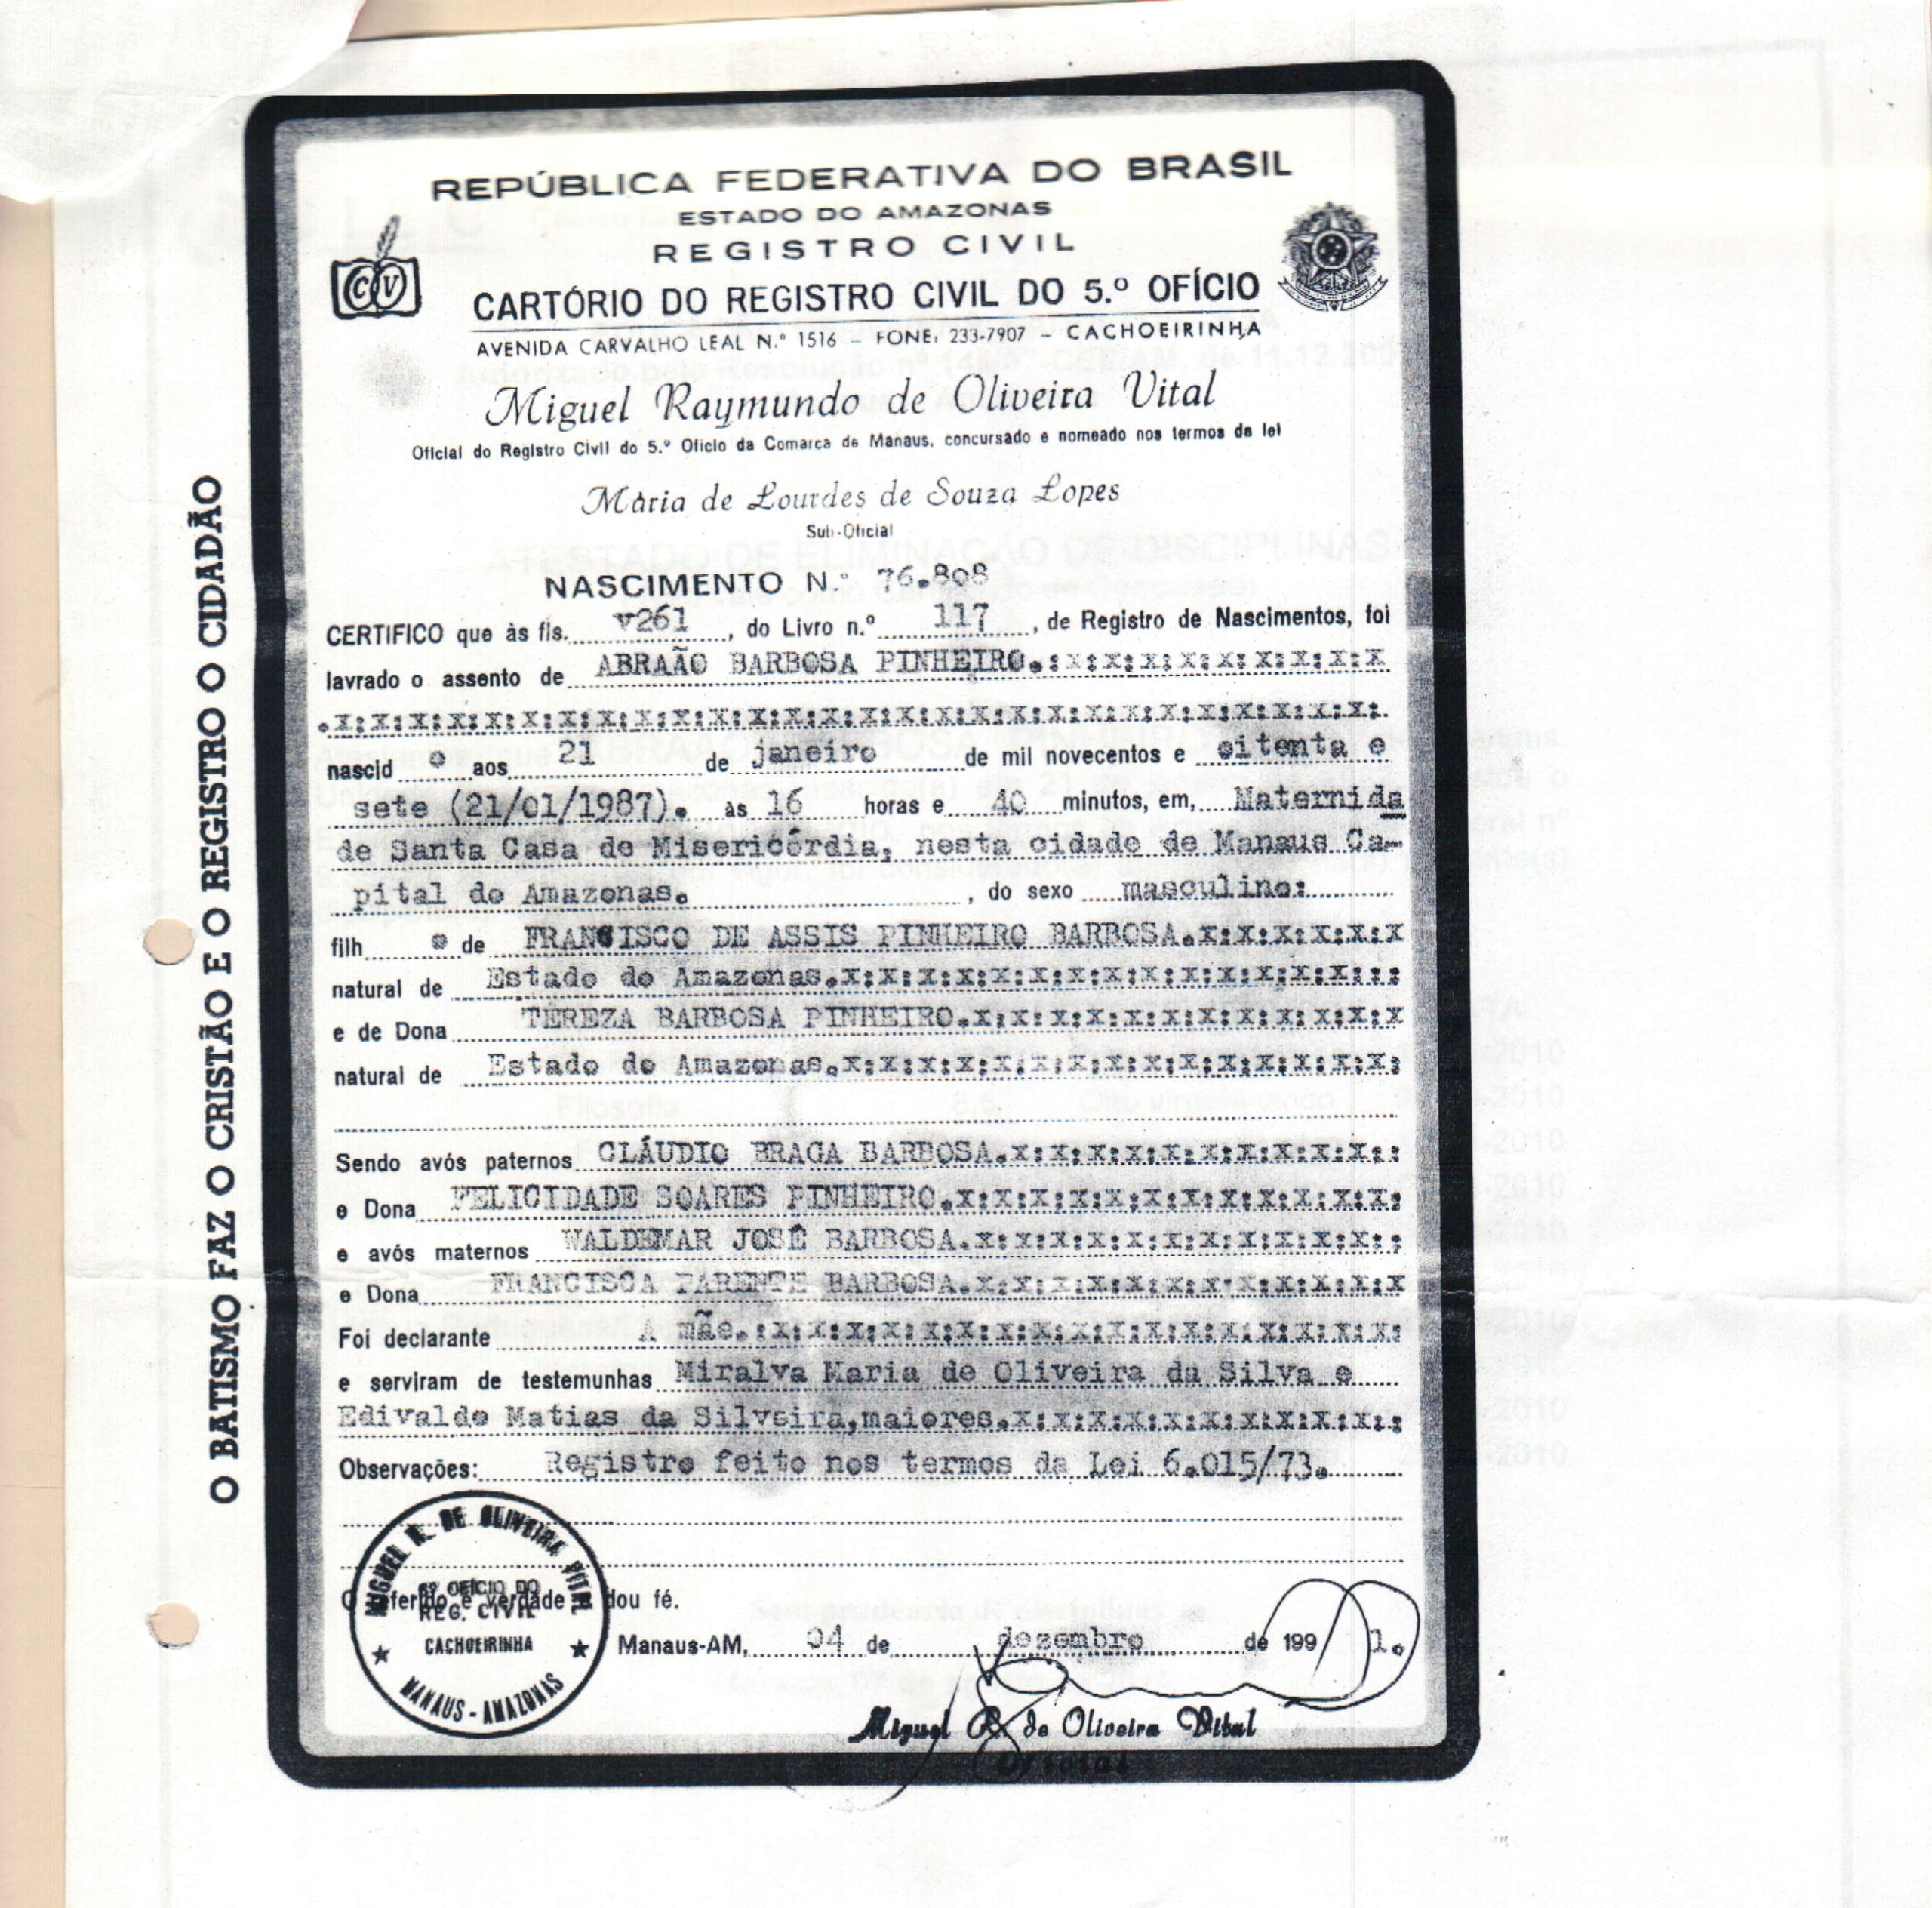 REPÚBLICA FEDERATIVA DO BRASIL
ESTADO DO AMAZONAS
REGISTRO CIVIL
CV
CARTÓRIO DO REGISTRO CIVIL DO 5.º OFÍCIO
AVENIDA CARVALHO LEAL N.º 1516 – FONE: 233-7907 – CACHOEIRINHA
Miguel Raymundo de Oliveira Vital
Oficial do Registro Civil do 5.º Ofício da Comarca de Manaus, concursado e nomeado nos termos da lei
Maria de Lourdes de Souza Lopes
Sub-Oficial
NASCIMENTO N.º 76.808
CERTIFICO que às fls. v261, do Livro n.º 117, de Registro de Nascimentos, foi
lavrado o assento de ABRAÃO BARBOSA PINHEIRO.:x:x:x:x:x:x:x:x:x
.x:x:x:x:x:x:x:x:x:x:x:x:x:x:x:x:x:x:x:x:x:x:x:x:x:x:x:x:
nascid o aos 21 de janeiro de mil novecentos e oitenta e
sete (21/01/1987). às 16 horas e 40 minutos, em, Maternida
de Santa Casa de Misericórdia, nesta cidade de Manaus Ca-
pital do Amazonas. , do sexo masculino:
filh o de FRANCISCO DE ASSIS PINHEIRO BARBOSA.x:x:x:x:x:x
natural de Estado do Amazonas.x:x:x:x:x:x:x:x:x:x:x:x:x:x:x::
e de Dona TEREZA BARBOSA PINHEIRO.x:x:x:x:x:x:x:x:x:x:x:x
natural de Estado do Amazonas.x:x:x:x:x:x:x:x:x:x:x:x:x:x:x:
Sendo avós paternos CLÁUDIO BRAGA BARBOSA.x:x:x:x:x:x:x:x:x:x::
e Dona FELICIDADE SOARES PINHEIRO.x:x:x:x:x:x:x:x:x:x:x:x:
e avós maternos WALDEMAR JOSÊ BARBOSA.x:x:x:x:x:x:x:x:x:x:x::
e Dona FRANCISCA PARENTE BARBOSA.x:x:x:x:x:x:x:x:x:x:x:x
Foi declarante A mãe.:x:x:x:x:x:x:x:x:x:x:x:x:x:x:x:x:x:
e serviram de testemunhas Miralva Maria de Oliveira da Silva e
Edivaldo Matias da Silveira,maiores.x:x:x:x:x:x:x:x:x:x::
Observações: Registro feito nos termos da Lei 6.015/73.
MIGUEL R. DE OLIVEIRA VITAL
5º OFÍCIO DO
REG. CIVIL
CACHOEIRINHA
MANAUS - AMAZONAS
O referido é verdade e dou fé.
Manaus-AM, 04 de dezembro de 199 1.
Miguel R. de Oliveira Vital
Oficial
O BATISMO FAZ O CRISTÃO E O REGISTRO O CIDADÃO